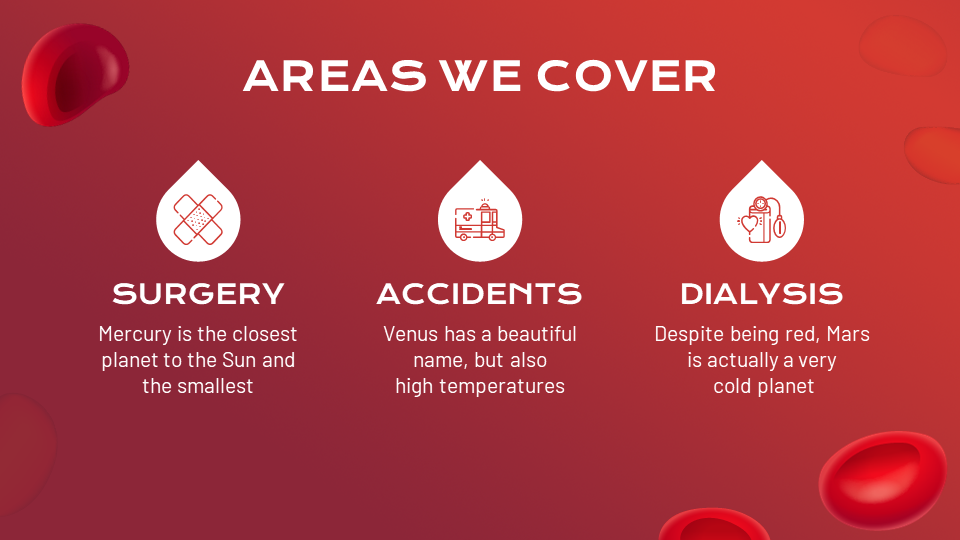 AREAS WE COVER
SURGERY
Mercury is the closest
planet to the Sun and
the smallest
ACCIDENTS
Venus has a beautiful
name, but also
high temperatures
DIALYSIS
Despite being red, Mars
is actually a very
cold planet